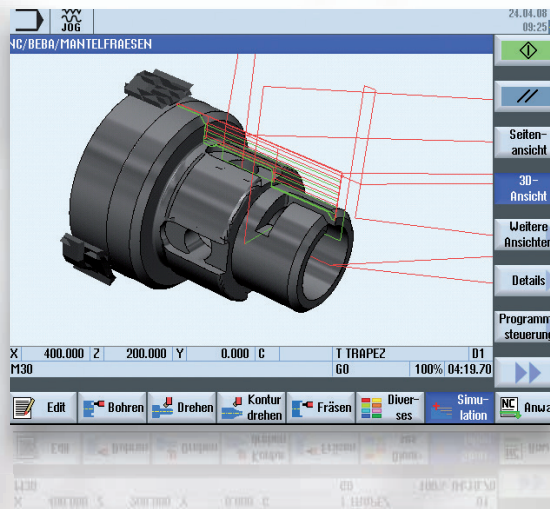 JOG
24.04.08
09:25
NC/BEBA/MANTELFRAESEN
Seiten-
ansicht
3D-
Ansicht
Weitere
Ansichten
Details
Programm-
steuerung
X 400.000 Z 200.000 Y 0.000 C T TRAPEZ D1
M30 G0 100% 04:19.70
Edit
Bohren
Drehen
Kontur
drehen
Fräsen
Diver-
ses
Simu-
lation
NC Anwa